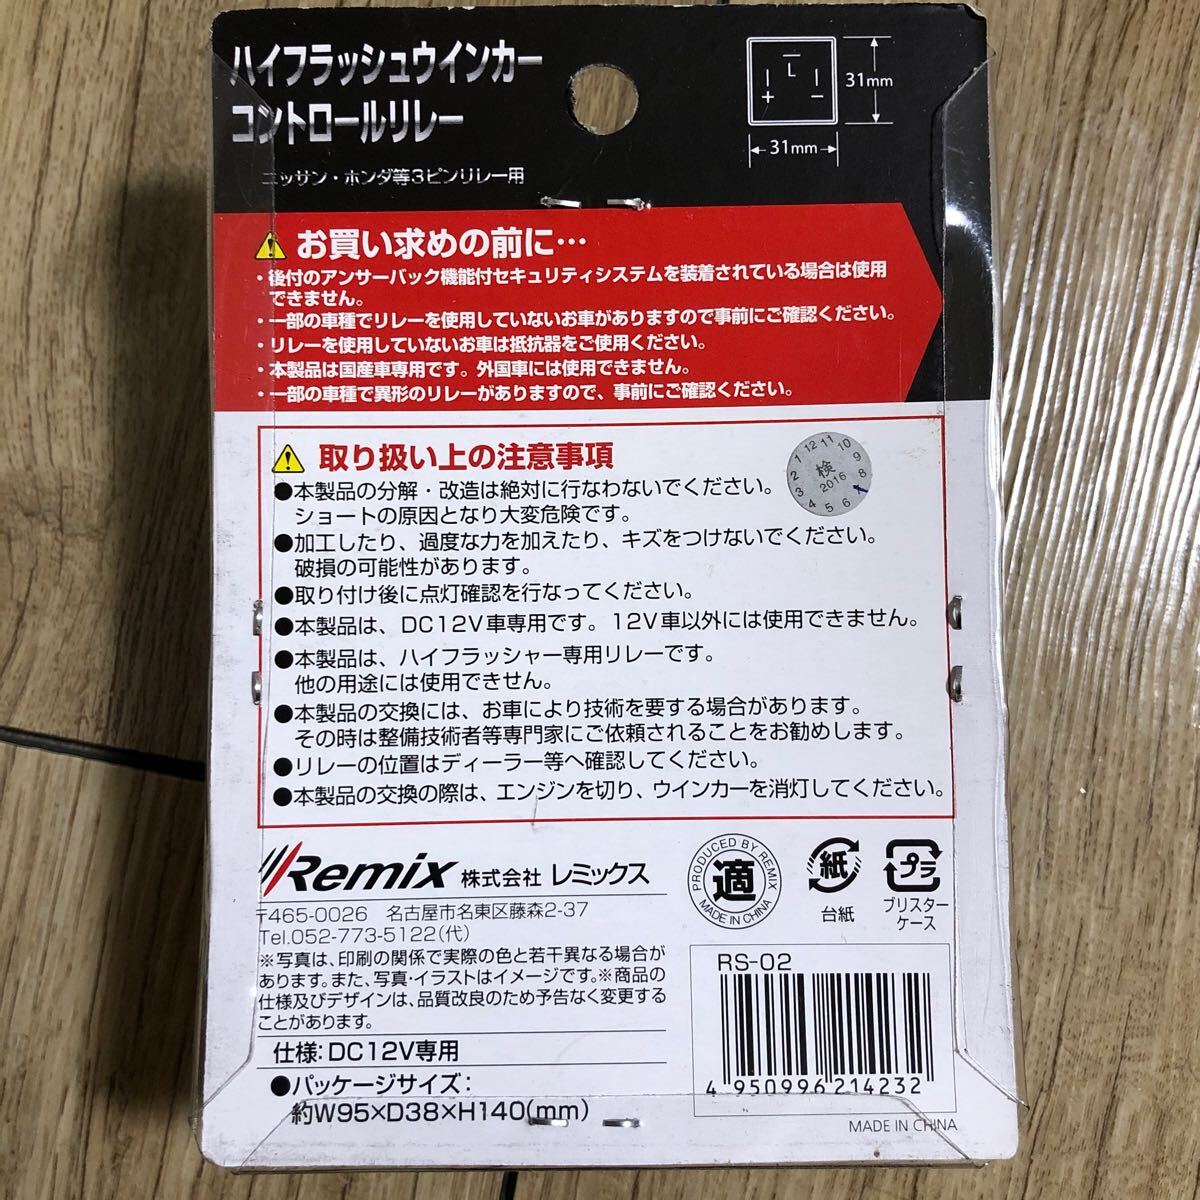 ハイフラッシュウインカー
コントロールリレー
ニッサン・ホンダ等3ピンリレー用
L
+ −
31mm
31mm
お買い求めの前に…
・後付のアンサーバック機能付セキュリティシステムを装着されている場合は使用
できません。
・一部の車種でリレーを使用していないお車がありますので事前にご確認ください。
・リレーを使用していないお車は抵抗器をご使用ください。
・本製品は国産車専用です。外国車には使用できません。
・一部の車種で異形のリレーがありますので、事前にご確認ください。
取り扱い上の注意事項
1 12 11 10 9 8 7 6 5 4 3 2
検
2016
●本製品の分解・改造は絶対に行なわないでください。
ショートの原因となり大変危険です。
●加工したり、過度な力を加えたり、キズをつけないでください。
破損の可能性があります。
●取り付け後に点灯確認を行なってください。
●本製品は、DC12V車専用です。12V車以外には使用できません。
●本製品は、ハイフラッシャー専用リレーです。
他の用途には使用できせん。
●本製品の交換には、お車により技術を要する場合があります。
その時は整備技術者等専門家にご依頼されることをお勧めします。
●リレーの位置はディーラー等へ確認してください。
●本製品の交換の際は、エンジンを切り、ウインカーを消灯してください。
Remix 株式会社 レミックス
〒465-0026 名古屋市名東区藤森2-37
Tel.052-773-5122(代)
※写真は、印刷の関係で実際の色と若干異なる場合が
あります。また、写真・イラストはイメージです。※商品の
仕様及びデザインは、品質改良のため予告なく変更する
ことがあります。
仕様：DC12V専用
●パッケージサイズ：
約W95×D38×H140(mm)
PRODUCED BY REMIX
適
MADE IN CHINA
紙
台紙
プラ
ブリスター
ケース
RS-02
4 950996 214232
MADE IN CHINA